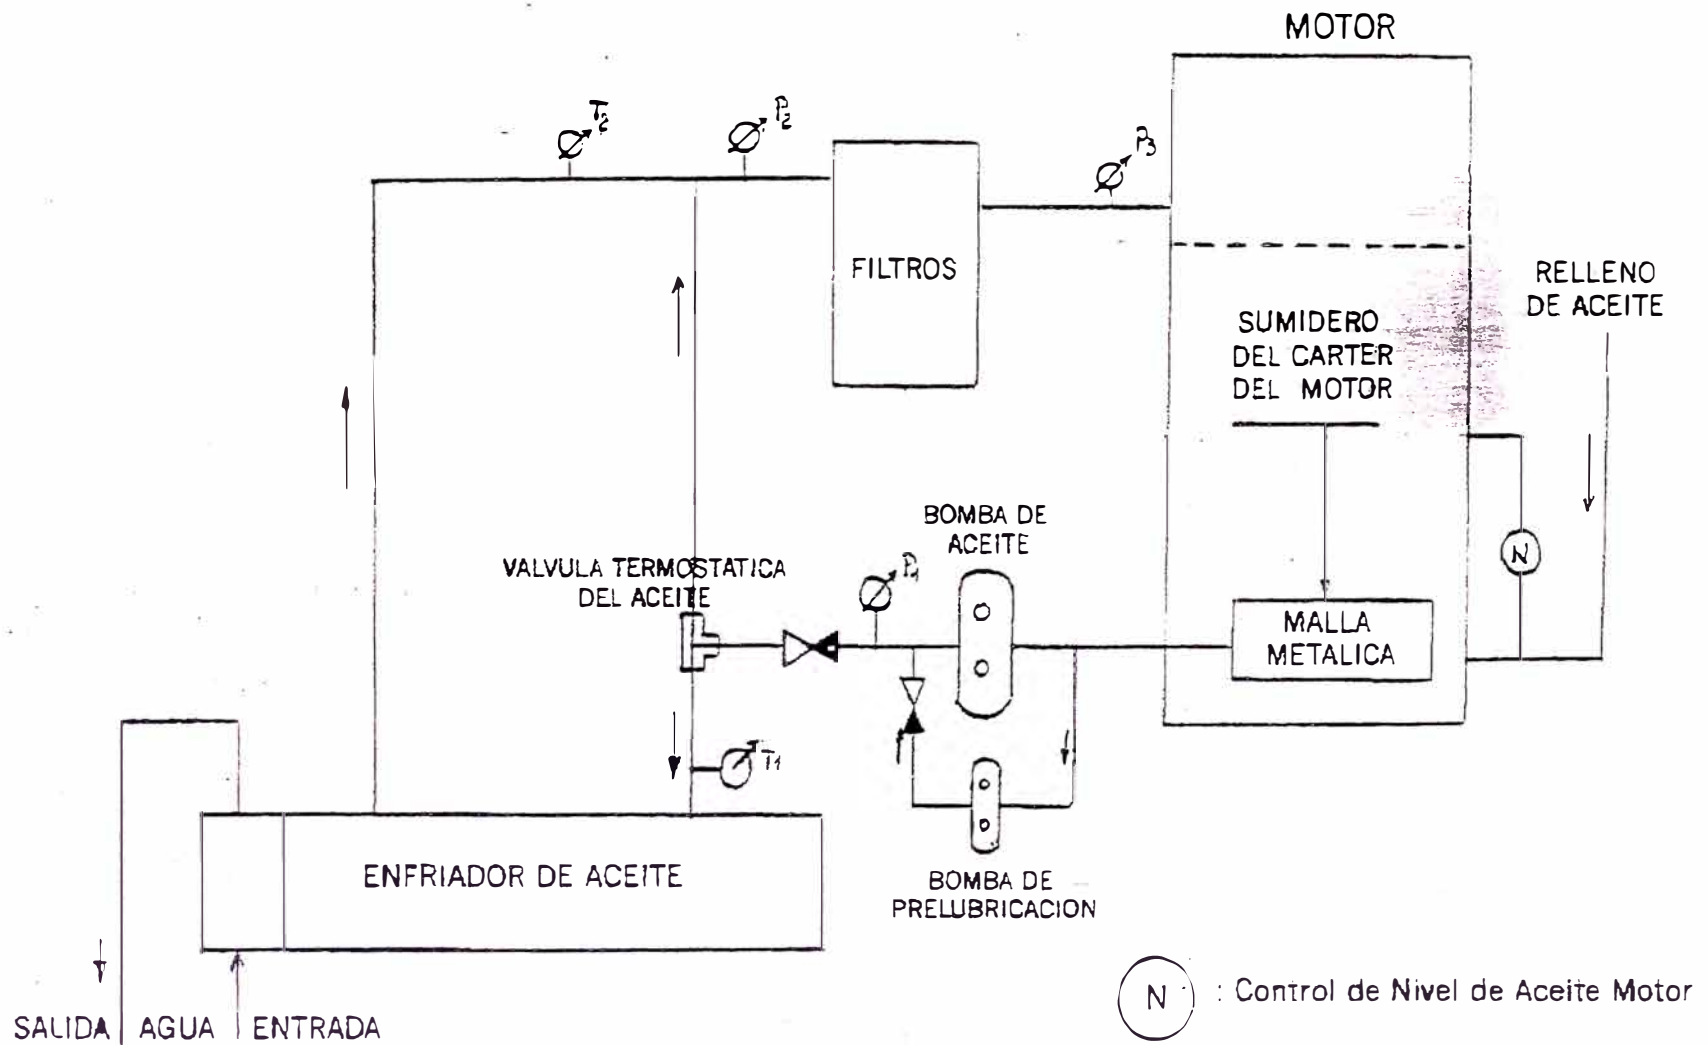 MOTOR
T2
P2
P3
FILTROS
RELLENO
DE ACEITE
SUMIDERO
DEL CARTER
DEL MOTOR
BOMBA DE
ACEITE
VALVULA TERMOSTATICA
DEL ACEITE
P1
N
MALLA
METALICA
T1
ENFRIADOR DE ACEITE
BOMBA DE
PRELUBRICACION
N : Control de Nivel de Aceite Motor
SALIDA AGUA ENTRADA